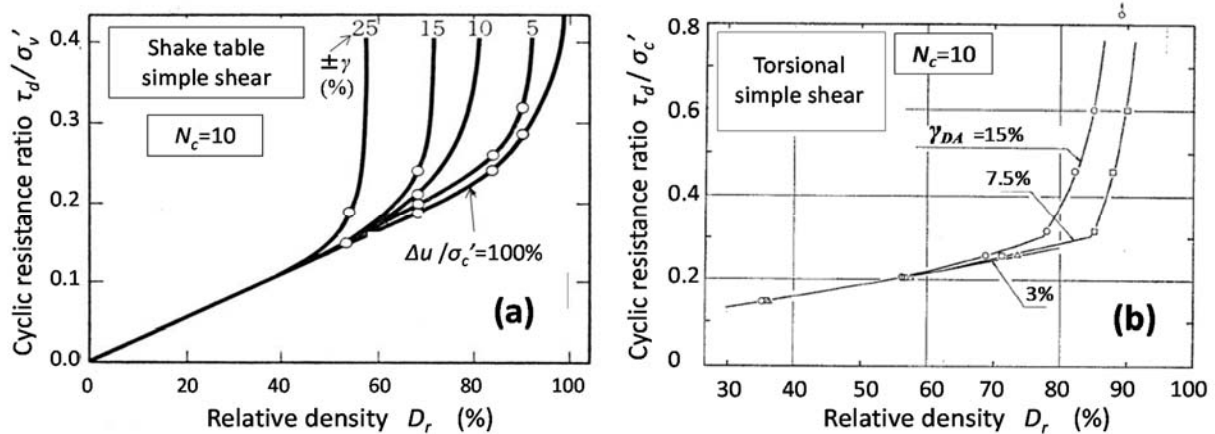 25 15 10 5
±γ
(%)
Shake table
simple shear
N_c=10
Δu/σ_c'=100%
(a)
0.4
0.3
0.2
0.1
0.0
0 20 40 60 80 100
Cyclic resistance ratio τ_d/σ_v'
Relative density D_r (%)
N_c=10
Torsional
simple shear
γ_DA=15%
7.5%
3%
(b)
0.8
0.6
0.4
0.2
0
30 40 50 60 70 80 90 100
Cyclic resistance ratio τ_d/σ_c'
Relative density D_r (%)